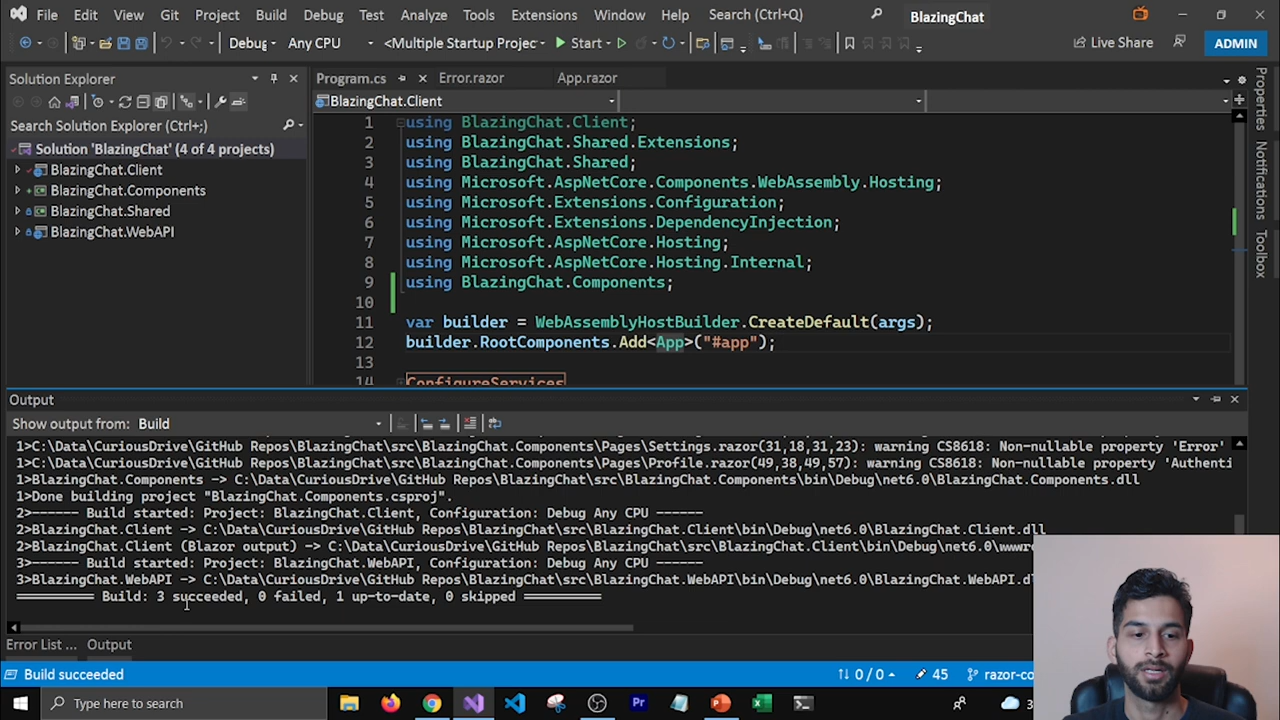 File Edit View Git Project Build Debug Test Analyze Tools Extensions Window Help Search (Ctrl+Q) BlazingChat
Debug Any CPU <Multiple Startup Projec Start Live Share ADMIN
Solution Explorer
Search Solution Explorer (Ctrl+;)
Solution 'BlazingChat' (4 of 4 projects)
BlazingChat.Client
BlazingChat.Components
BlazingChat.Shared
BlazingChat.WebAPI
Program.cs Error.razor App.razor
BlazingChat.Client
1 using BlazingChat.Client;
2 using BlazingChat.Shared.Extensions;
3 using BlazingChat.Shared;
4 using Microsoft.AspNetCore.Components.WebAssembly.Hosting;
5 using Microsoft.Extensions.Configuration;
6 using Microsoft.Extensions.DependencyInjection;
7 using Microsoft.AspNetCore.Hosting;
8 using Microsoft.AspNetCore.Hosting.Internal;
9 using BlazingChat.Components;
10
11 var builder = WebAssemblyHostBuilder.CreateDefault(args);
12 builder.RootComponents.Add<App>("#app");
13
14 ConfigureServices
Properties
Notifications
Toolbox
Output
Show output from: Build
1>C:\Data\CuriousDrive\GitHub Repos\BlazingChat\src\BlazingChat.Components\Pages\Settings.razor(31,18,31,23): warning CS8618: Non-nullable property 'Error'
1>C:\Data\CuriousDrive\GitHub Repos\BlazingChat\src\BlazingChat.Components\Pages\Profile.razor(49,38,49,57): warning CS8618: Non-nullable property 'Authenti
1>BlazingChat.Components -> C:\Data\CuriousDrive\GitHub Repos\BlazingChat\src\BlazingChat.Components\bin\Debug\net6.0\BlazingChat.Components.dll
1>Done building project "BlazingChat.Components.csproj".
2>------ Build started: Project: BlazingChat.Client, Configuration: Debug Any CPU ------
2>BlazingChat.Client -> C:\Data\CuriousDrive\GitHub Repos\BlazingChat\src\BlazingChat.Client\bin\Debug\net6.0\BlazingChat.Client.dll
2>BlazingChat.Client (Blazor output) -> C:\Data\CuriousDrive\GitHub Repos\BlazingChat\src\BlazingChat.Client\bin\Debug\net6.0\wwwro
3>------ Build started: Project: BlazingChat.WebAPI, Configuration: Debug Any CPU ------
3>BlazingChat.WebAPI -> C:\Data\CuriousDrive\GitHub Repos\BlazingChat\src\BlazingChat.WebAPI\bin\Debug\net6.0\BlazingChat.WebAPI.dl
========== Build: 3 succeeded, 0 failed, 1 up-to-date, 0 skipped ==========
Error List ... Output
Build succeeded 0 / 0 45 razor-co
Type here to search